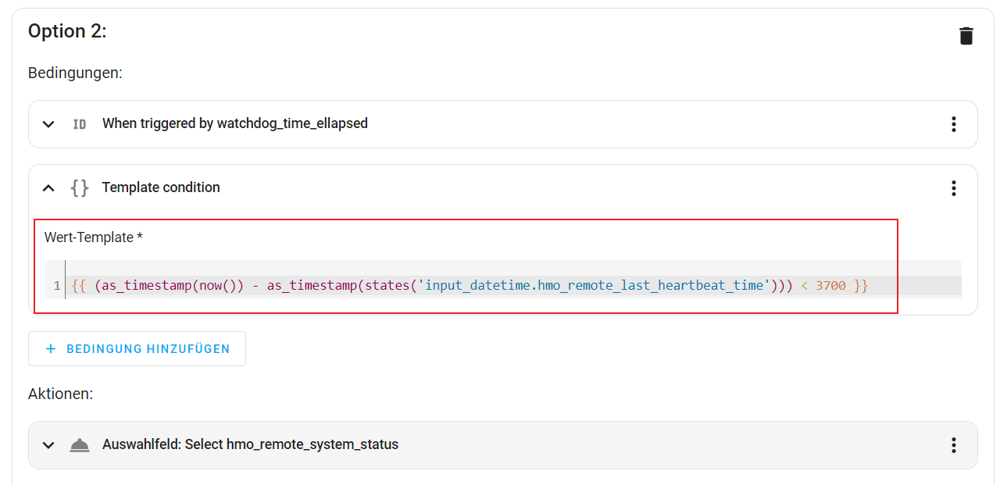 Option 2:
Bedingungen:
ID When triggered by watchdog_time_ellapsed
{} Template condition
Wert-Template *
1 {{ (as_timestamp(now()) - as_timestamp(states('input_datetime.hmo_remote_last_heartbeat_time'))) < 3700 }}
+ BEDINGUNG HINZUFÜGEN
Aktionen:
Auswahlfeld: Select hmo_remote_system_status